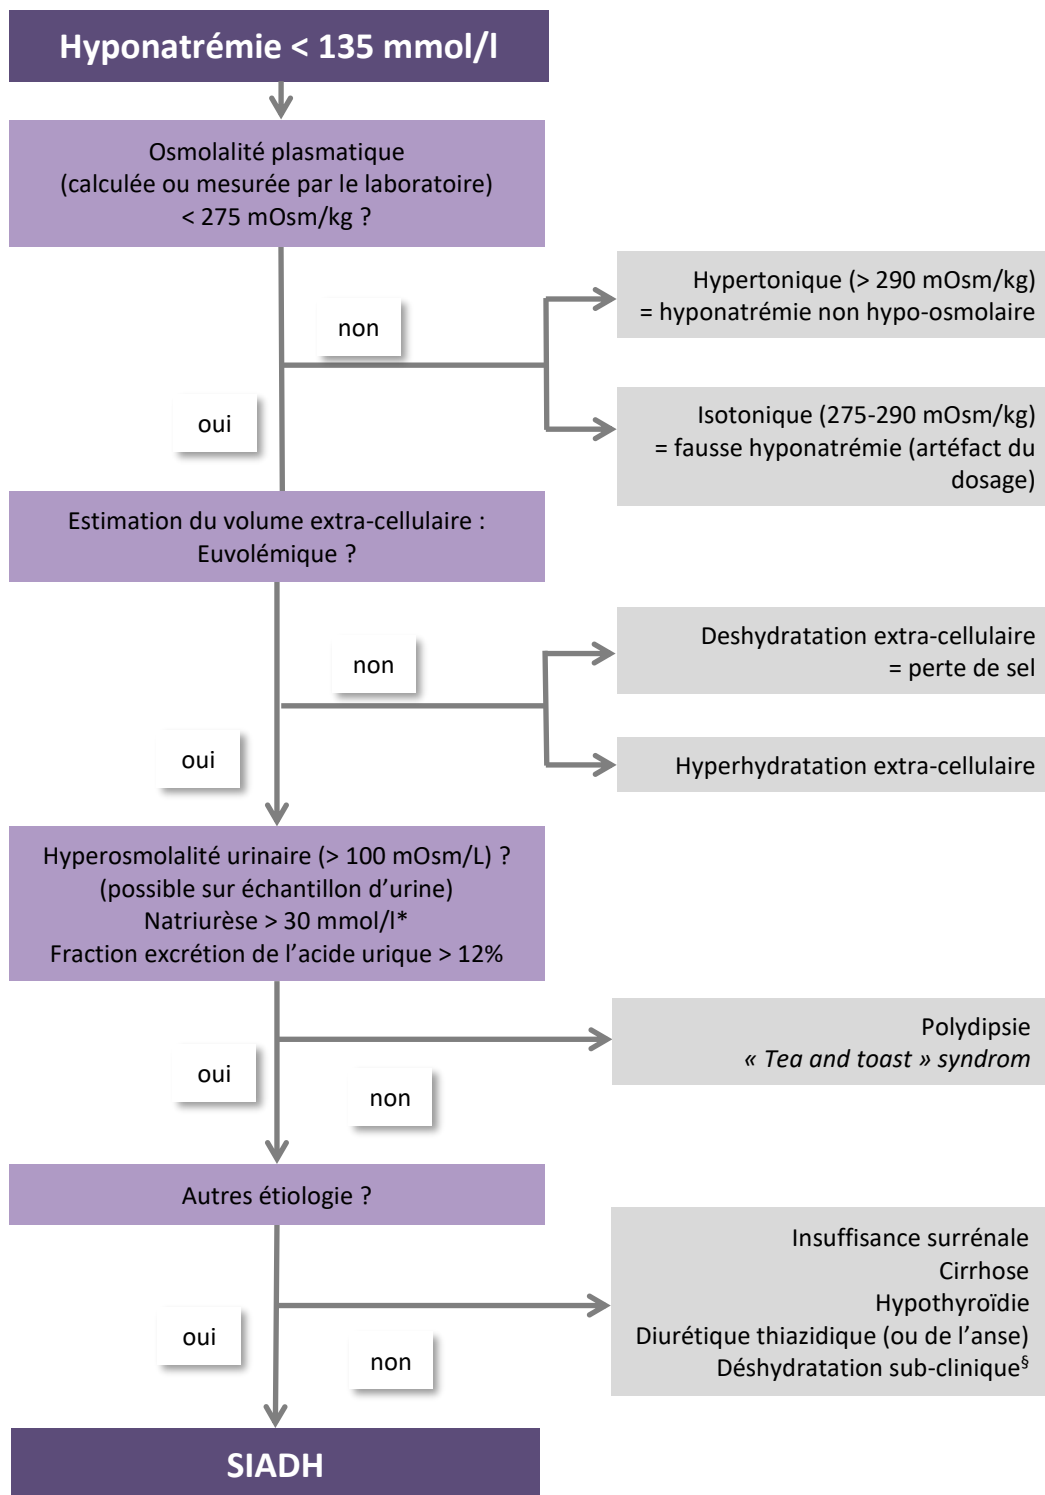 Hyponatrémie < 135 mmol/l
Osmolalité plasmatique
(calculée ou mesurée par le laboratoire)
< 275 mOsm/kg ?
Hypertonique (> 290 mOsm/kg)
= hyponatrémie non hypo-osmolaire
non
Isotonique (275-290 mOsm/kg)
= fausse hyponatrémie (artéfact du
dosage)
oui
Estimation du volume extra-cellulaire :
Euvolémique ?
Deshydratation extra-cellulaire
= perte de sel
non
oui
Hyperhydratation extra-cellulaire
Hyperosmolalité urinaire (> 100 mOsm/L) ?
(possible sur échantillon d’urine)
Natriurèse > 30 mmol/l*
Fraction excrétion de l’acide urique > 12%
Polydipsie
« Tea and toast » syndrom
oui
non
Autres étiologie ?
Insuffisance surrénale
Cirrhose
Hypothyroïdie
Diurétique thiazidique (ou de l’anse)
Déshydratation sub-clinique§
oui
non
SIADH